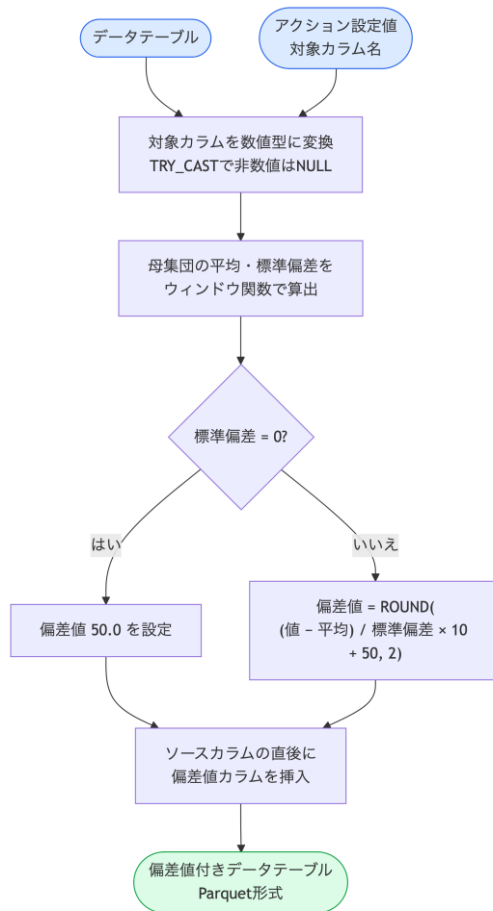 データテーブル
アクション設定値
対象カラム名
対象カラムを数値型に変換
TRY_CASTで非数値はNULL
母集団の平均・標準偏差を
ウィンドウ関数で算出
標準偏差 = 0?
はい
いいえ
偏差値 50.0 を設定
偏差値 = ROUND(
(値 − 平均) / 標準偏差 × 10
+ 50, 2)
ソースカラムの直後に
偏差値カラムを挿入
偏差値付きデータテーブル
Parquet形式